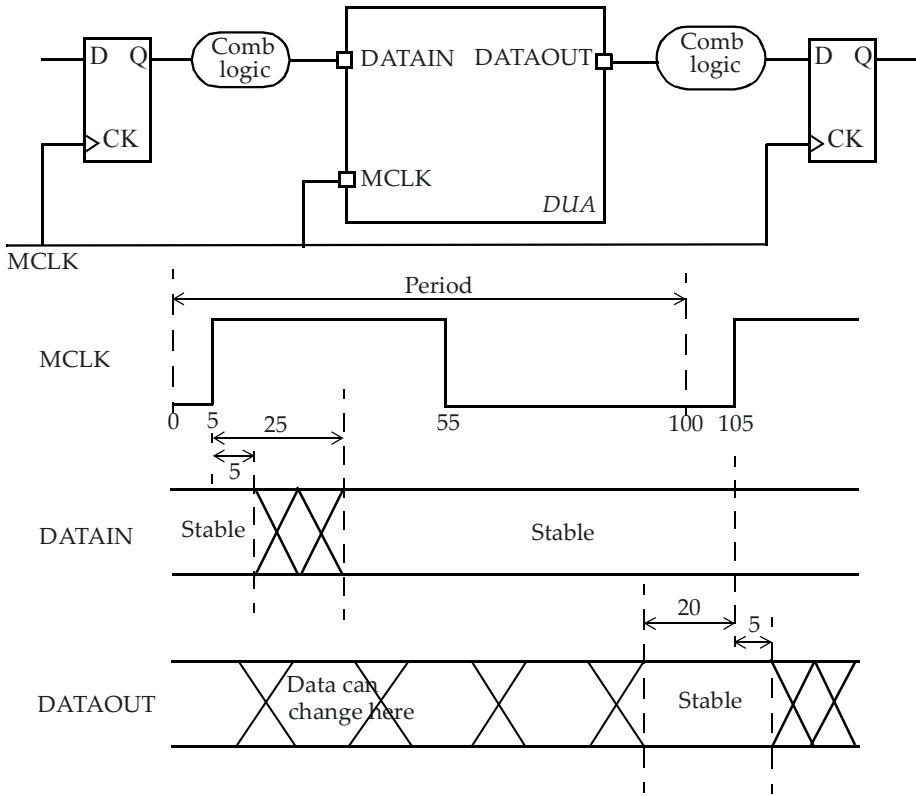 Comb
logic
Comb
logic
D Q
DATAIN DATAOUT
D Q
CK
CK
MCLK
DUA
MCLK
Period
MCLK
0 5 55 100 105
25
5
DATAIN
Stable
Stable
20
5
DATAOUT
Data can
change here
Stable